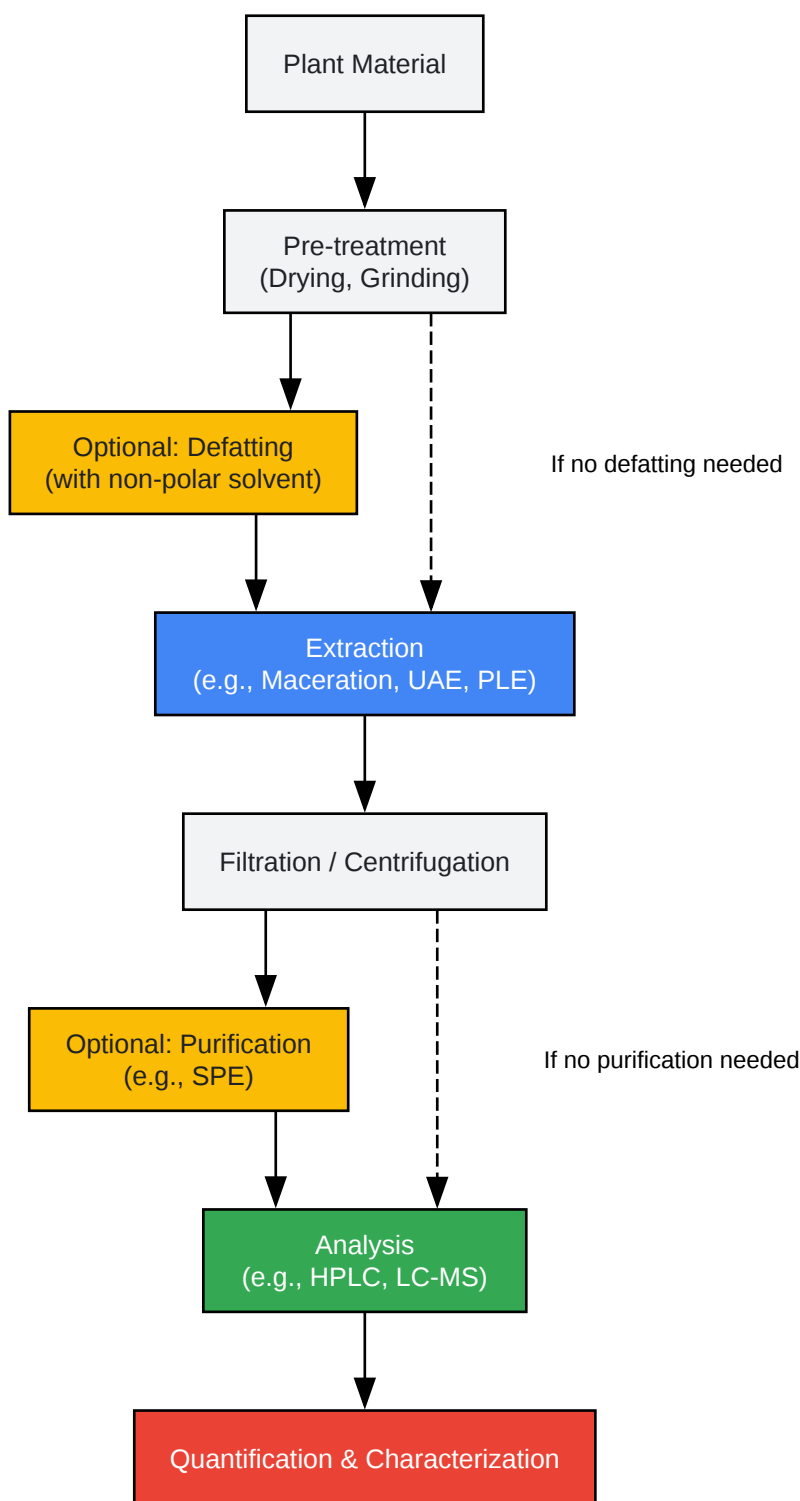 Plant Material
Pre-treatment
(Drying, Grinding)
Optional: Defatting
(with non-polar solvent)
If no defatting needed
Extraction
(e.g., Maceration, UAE, PLE)
Filtration / Centrifugation
Optional: Purification
(e.g., SPE)
If no purification needed
Analysis
(e.g., HPLC, LC-MS)
Quantification & Characterization